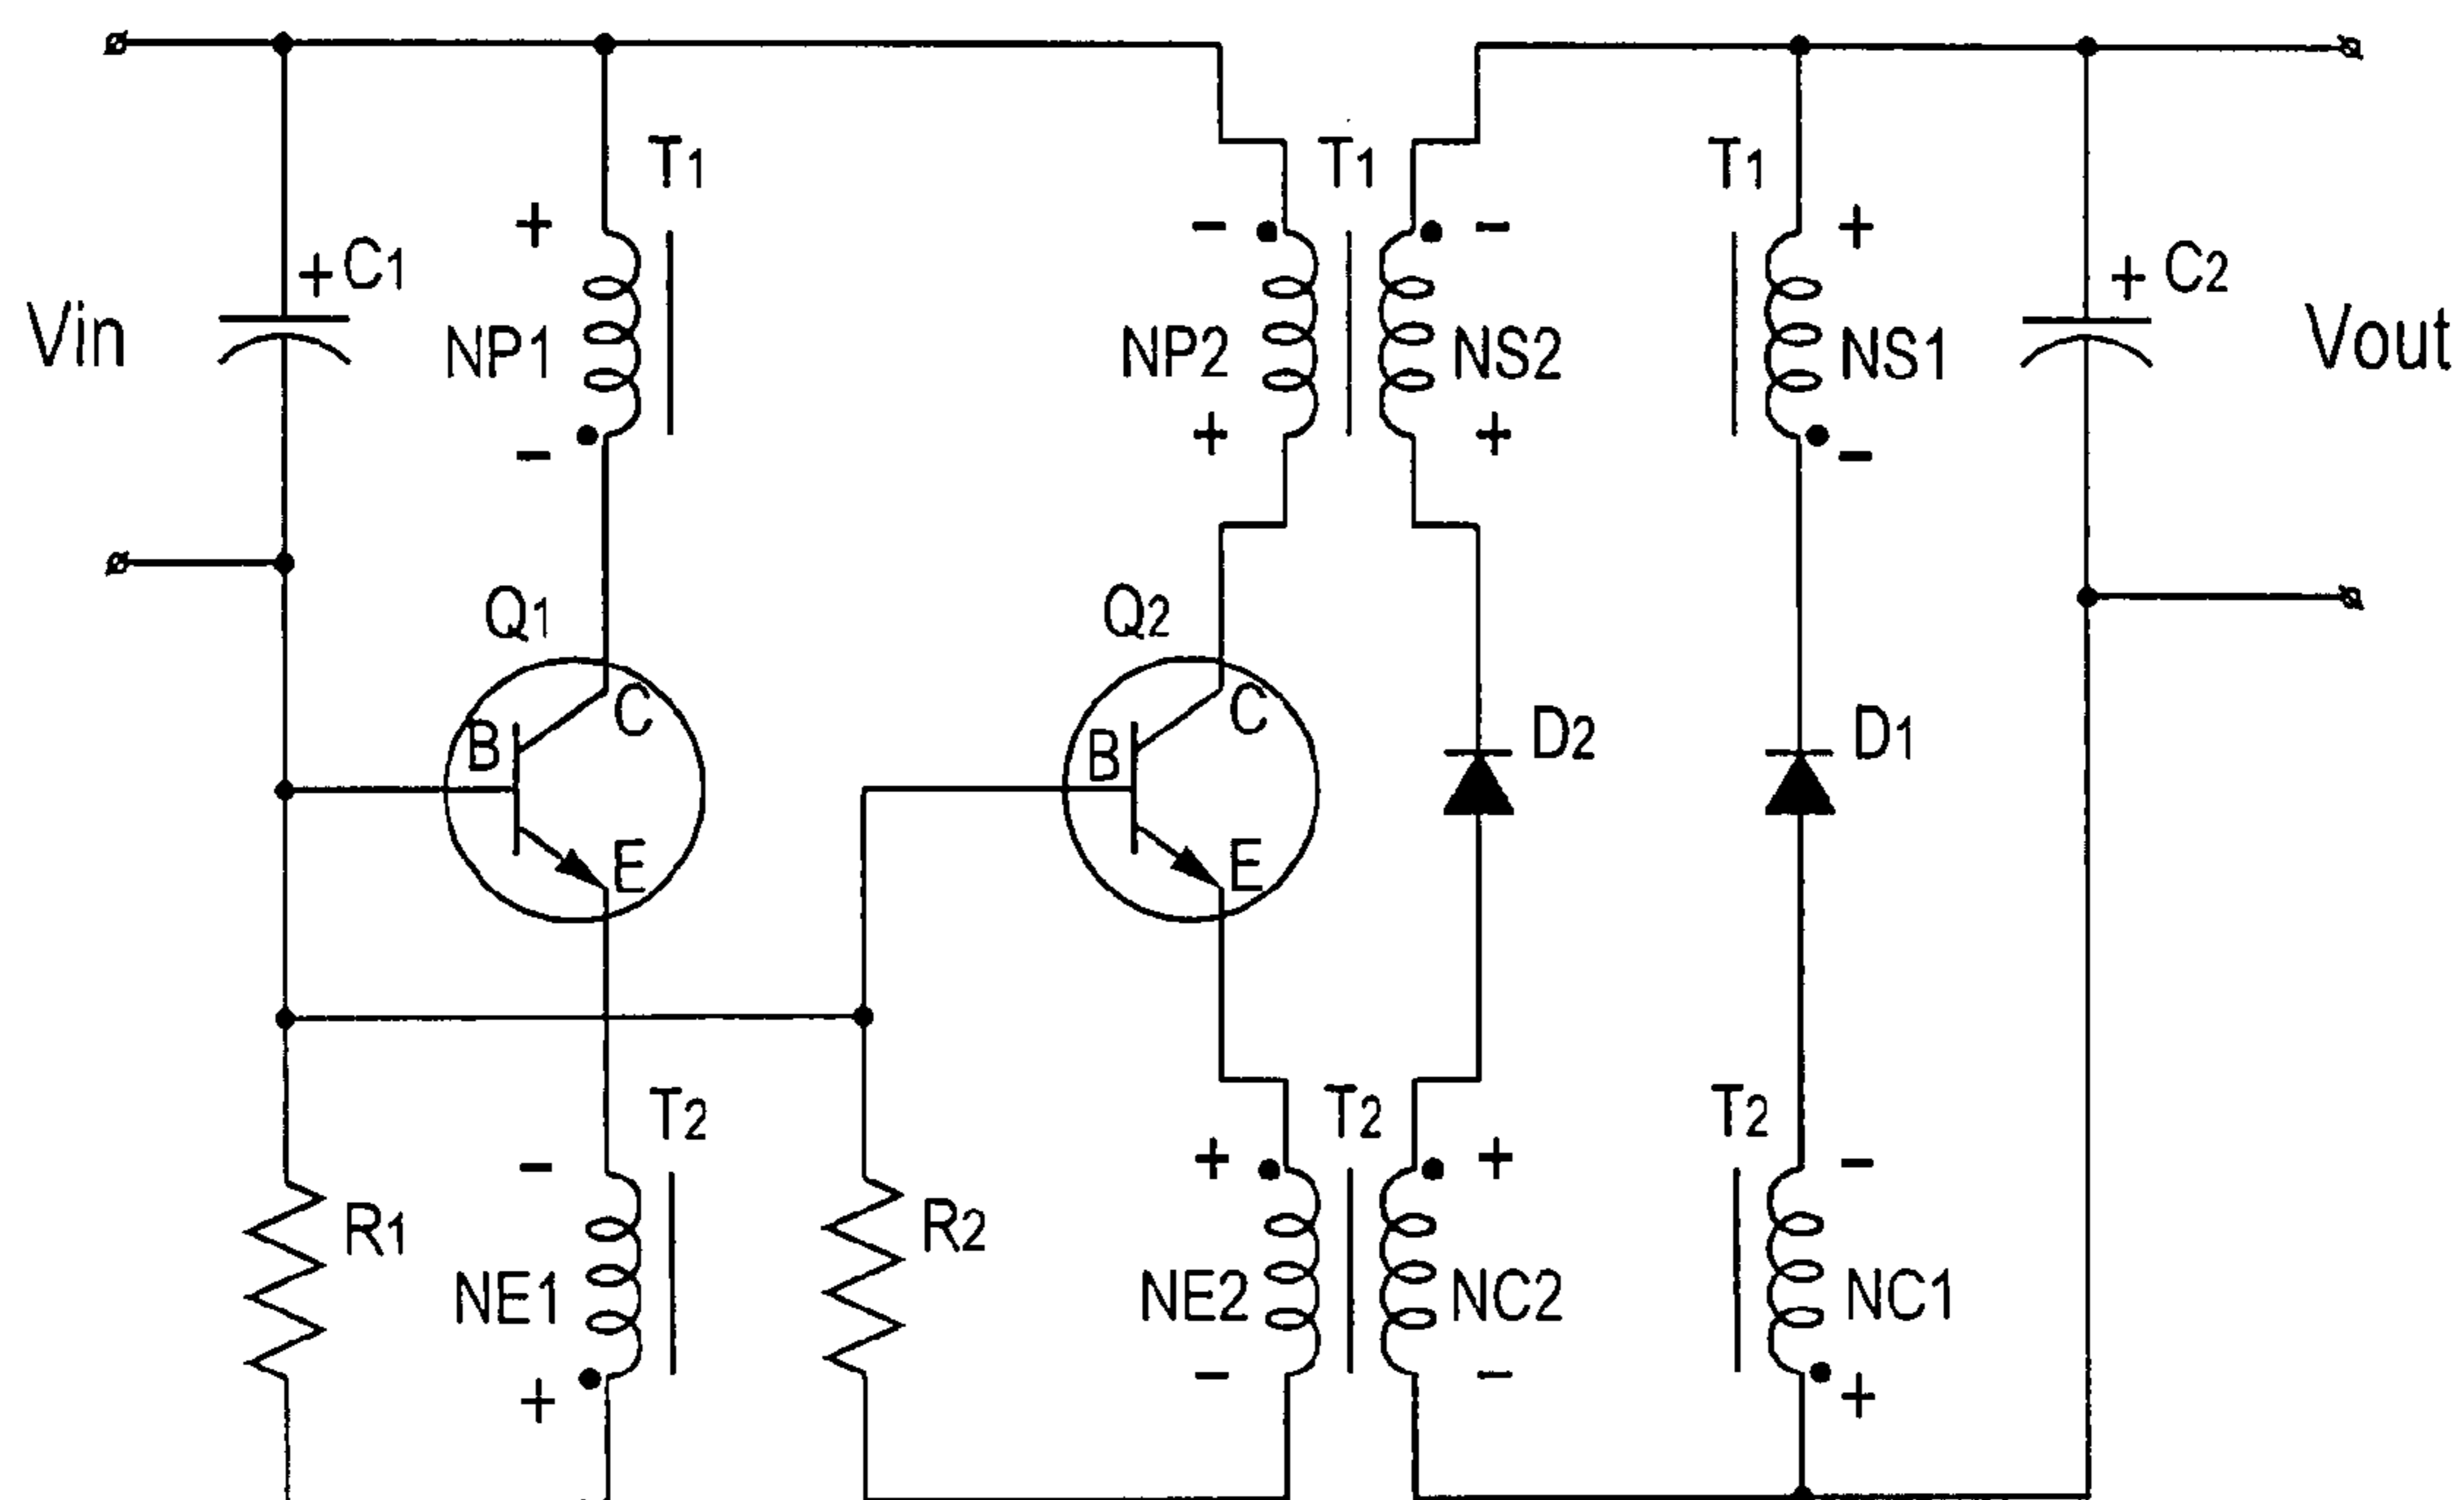 T1 T1 T1
+ - - +
+ C1 + C2
Vin NP1 NP2 NS2 NS1 Vout
- + + -
Q1 Q2
B C B C D2 D1
E E
T2 T2 T2
- + + -
R1 R2
NE1 NE2 NC2 NC1
+ - - +